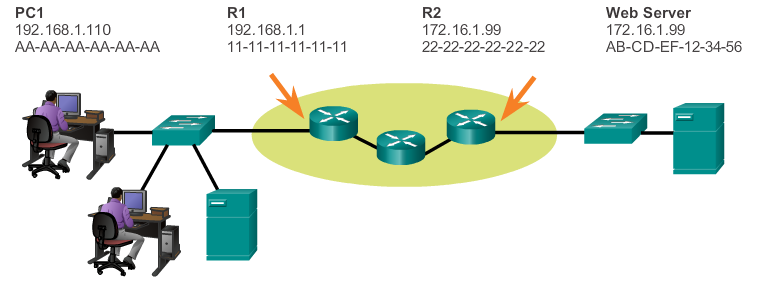 PC1
192.168.1.110
AA-AA-AA-AA-AA-AA
R1
192.168.1.1
11-11-11-11-11-11
R2
172.16.1.99
22-22-22-22-22-22
Web Server
172.16.1.99
AB-CD-EF-12-34-56